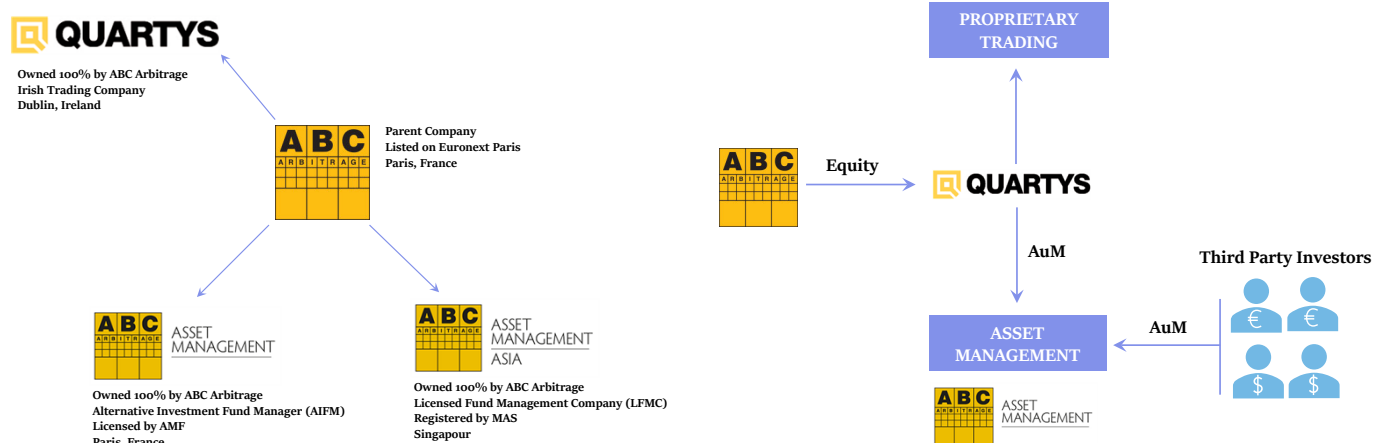 QUARTYS
Owned 100% by ABC Arbitrage
Irish Trading Company
Dublin, Ireland
ABC
ARBITRAGE
Parent Company
Listed on Euronext Paris
Paris, France
ABC
ARBITRAGE
ASSET
MANAGEMENT
Owned 100% by ABC Arbitrage
Alternative Investment Fund Manager (AIFM)
Licensed by AMF
Paris, France
ABC
ARBITRAGE
ASSET
MANAGEMENT
ASIA
Owned 100% by ABC Arbitrage
Licensed Fund Management Company (LFMC)
Registered by MAS
Singapour
PROPRIETARY
TRADING
ABC
ARBITRAGE
Equity
QUARTYS
AuM
Third Party Investors
€ €
$ $
AuM
ASSET
MANAGEMENT
ABC
ARBITRAGE
ASSET
MANAGEMENT